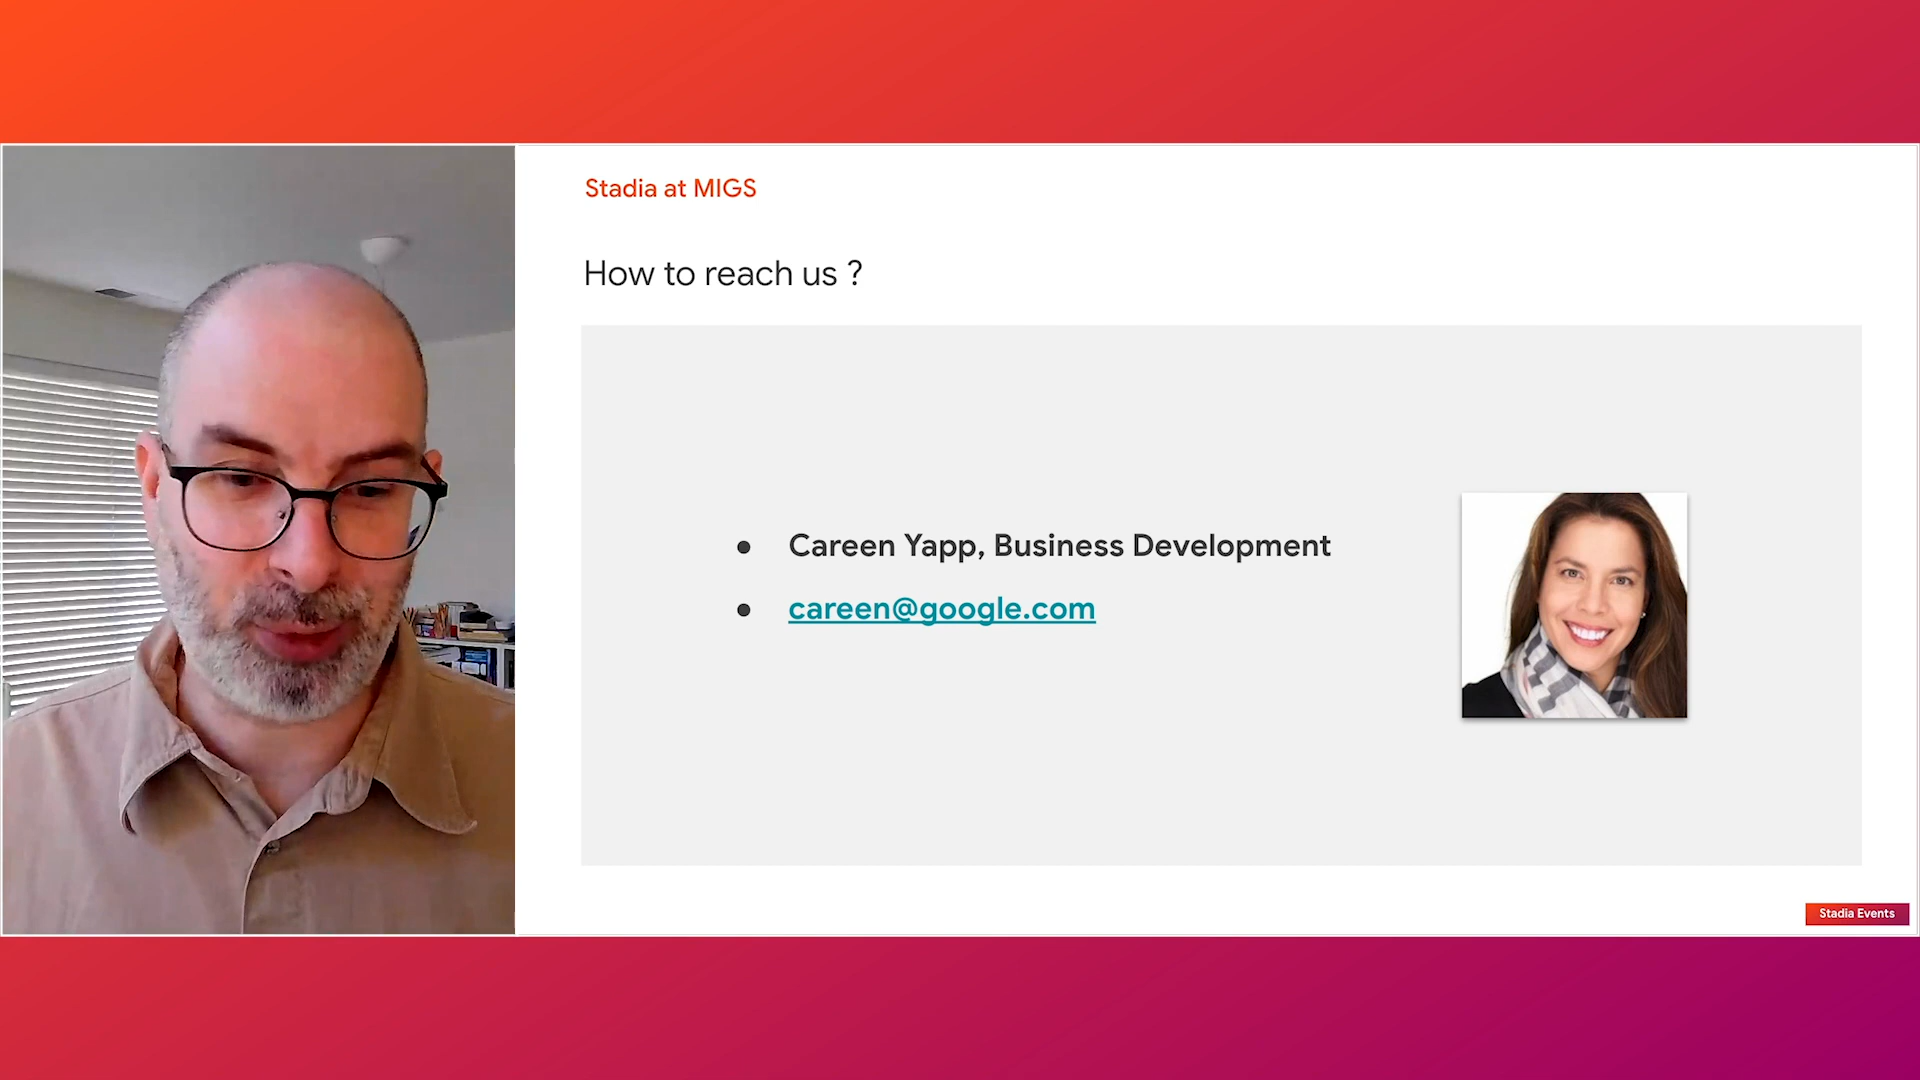 Stadia at MIGS
How to reach us ?
● Careen Yapp, Business Development
● careen@google.com
Stadia Events